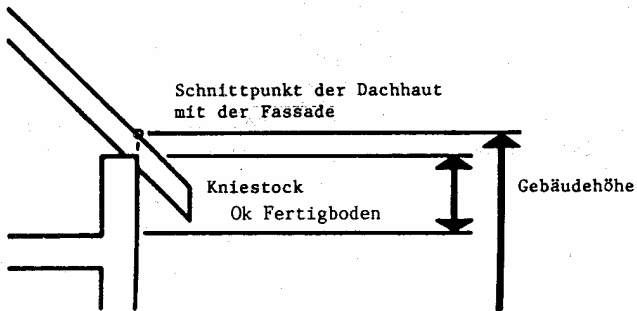 Schnittpunkt der Dachhaut
mit der Fassade
Kniestock
Gebäudehöhe
Ok Fertigboden